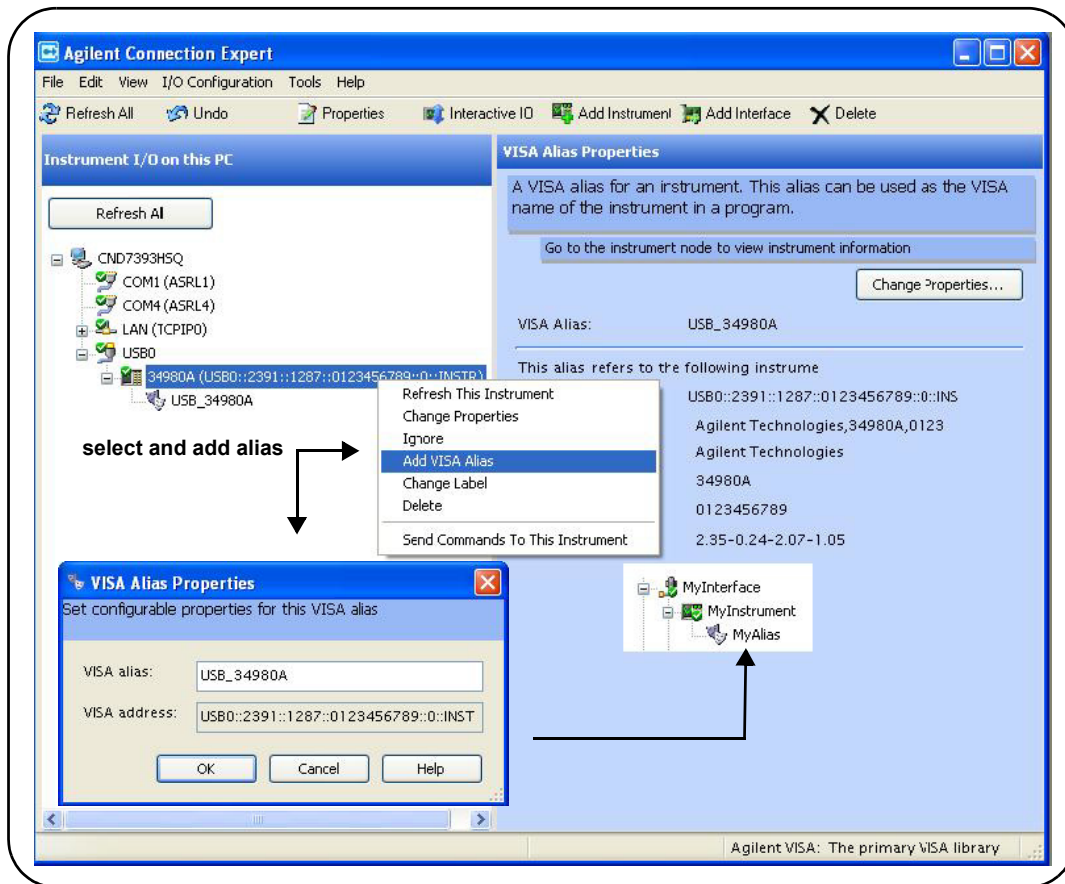 Agilent Connection Expert
File Edit View I/O Configuration Tools Help
Refresh All Undo Properties Interactive IO Add Instrument Add Interface Delete
Instrument I/O on this PC
Refresh All
CND7393HSQ
COM1 (ASRL1)
COM4 (ASRL4)
LAN (TCPIP0)
USB0
34980A (USB0::2391::1287::0123456789::0::INSTR)
USB_34980A
select and add alias
Refresh This Instrument
Change Properties
Ignore
Add VISA Alias
Change Label
Delete
Send Commands To This Instrument
VISA Alias Properties
A VISA alias for an instrument. This alias can be used as the VISA
name of the instrument in a program.
Go to the instrument node to view instrument information
Change Properties...
VISA Alias: USB_34980A
This alias refers to the following instrume
USB0::2391::1287::0123456789::0::INS
Agilent Technologies,34980A,0123
Agilent Technologies
34980A
0123456789
2.35-0.24-2.07-1.05
MyInterface
MyInstrument
MyAlias
VISA Alias Properties
Set configurable properties for this VISA alias
VISA alias: USB_34980A
VISA address: USB0::2391::1287::0123456789::0::INST
OK Cancel Help
Agilent VISA: The primary VISA library